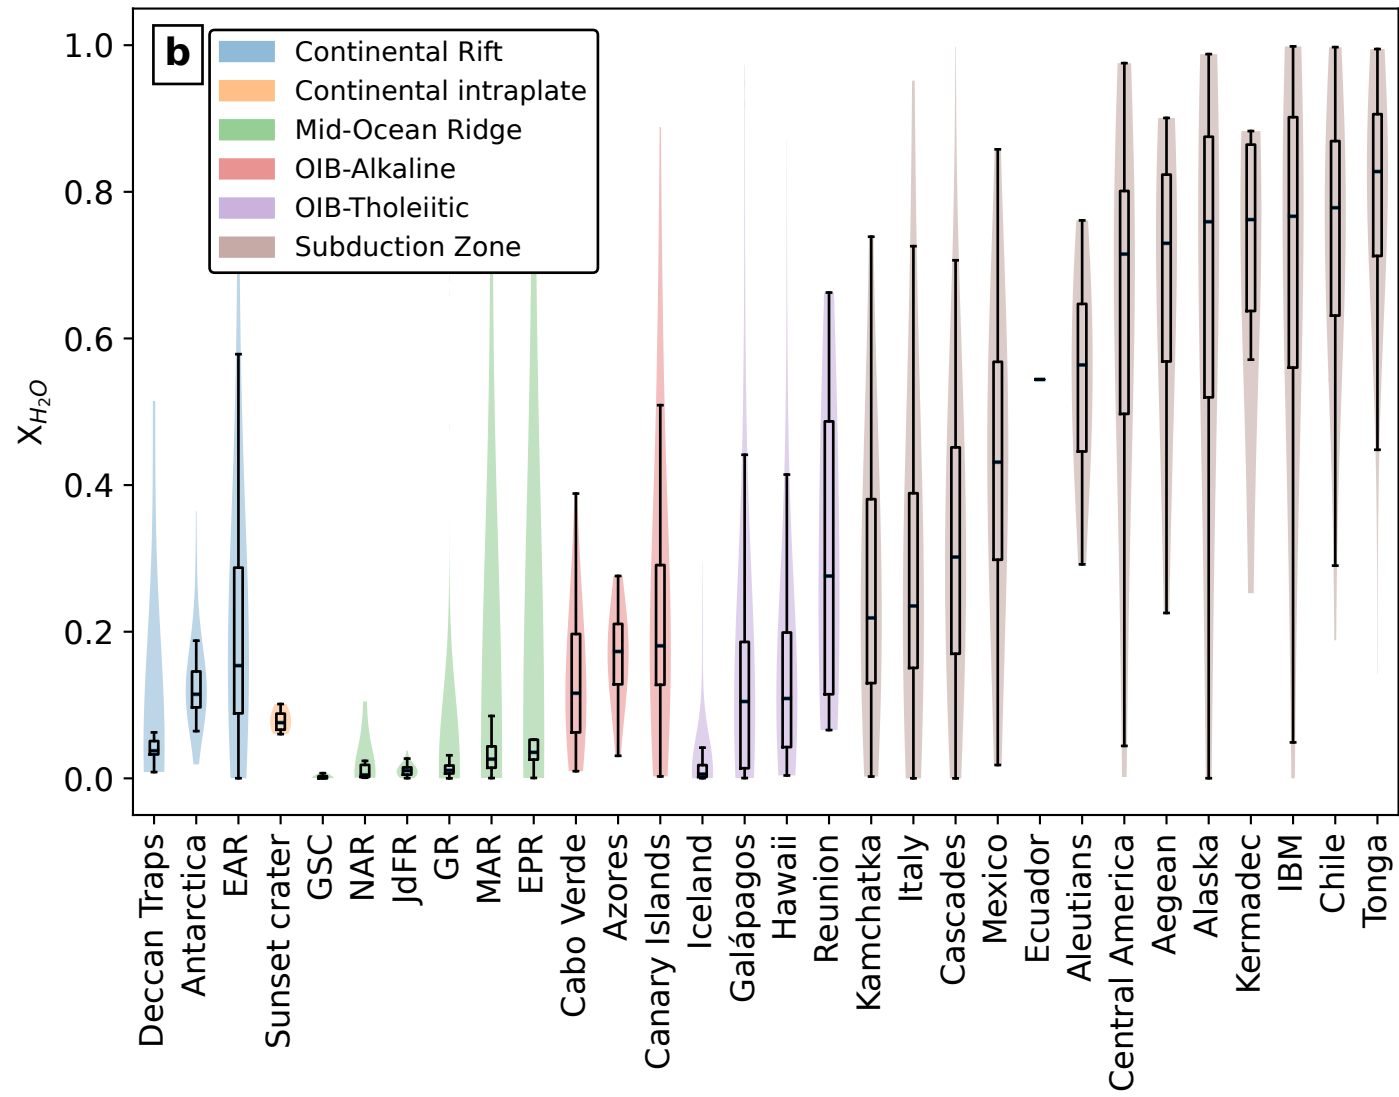 b
Continental Rift
Continental intraplate
Mid-Ocean Ridge
OIB-Alkaline
OIB-Tholeiitic
Subduction Zone
1.0
0.8
0.6
0.4
0.2
0.0
X_{H_2O}
Deccan Traps
Antarctica
EAR
Sunset crater
GSC
NAR
JdFR
GR
MAR
EPR
Cabo Verde
Azores
Canary Islands
Iceland
Galápagos
Hawaii
Reunion
Kamchatka
Italy
Cascades
Mexico
Ecuador
Aleutians
Central America
Aegean
Alaska
Kermadec
IBM
Chile
Tonga